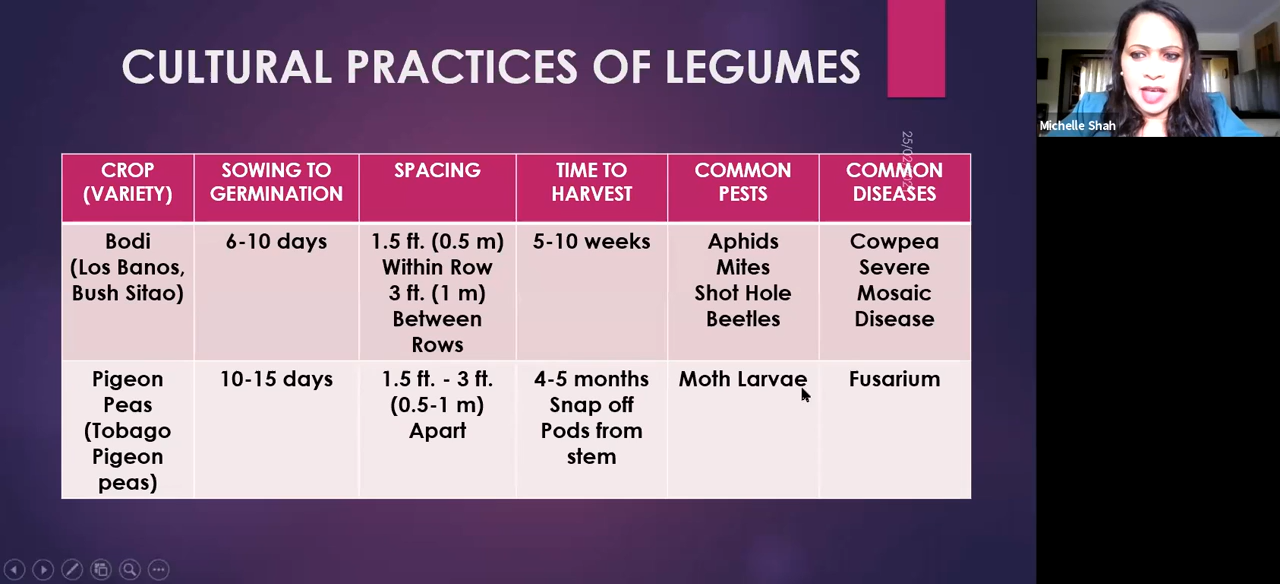 CULTURAL PRACTICES OF LEGUMES
Michelle Shah
CROP
(VARIETY)
SOWING TO
GERMINATION
SPACING
TIME TO
HARVEST
COMMON
PESTS
COMMON
DISEASES
Bodi
(Los Banos,
Bush Sitao)
6-10 days
1.5 ft. (0.5 m)
Within Row
3 ft. (1 m)
Between
Rows
5-10 weeks
Aphids
Mites
Shot Hole
Beetles
Cowpea
Severe
Mosaic
Disease
Pigeon
Peas
(Tobago
Pigeon
peas)
10-15 days
1.5 ft. - 3 ft.
(0.5-1 m)
Apart
4-5 months
Snap off
Pods from
stem
Moth Larvae
Fusarium